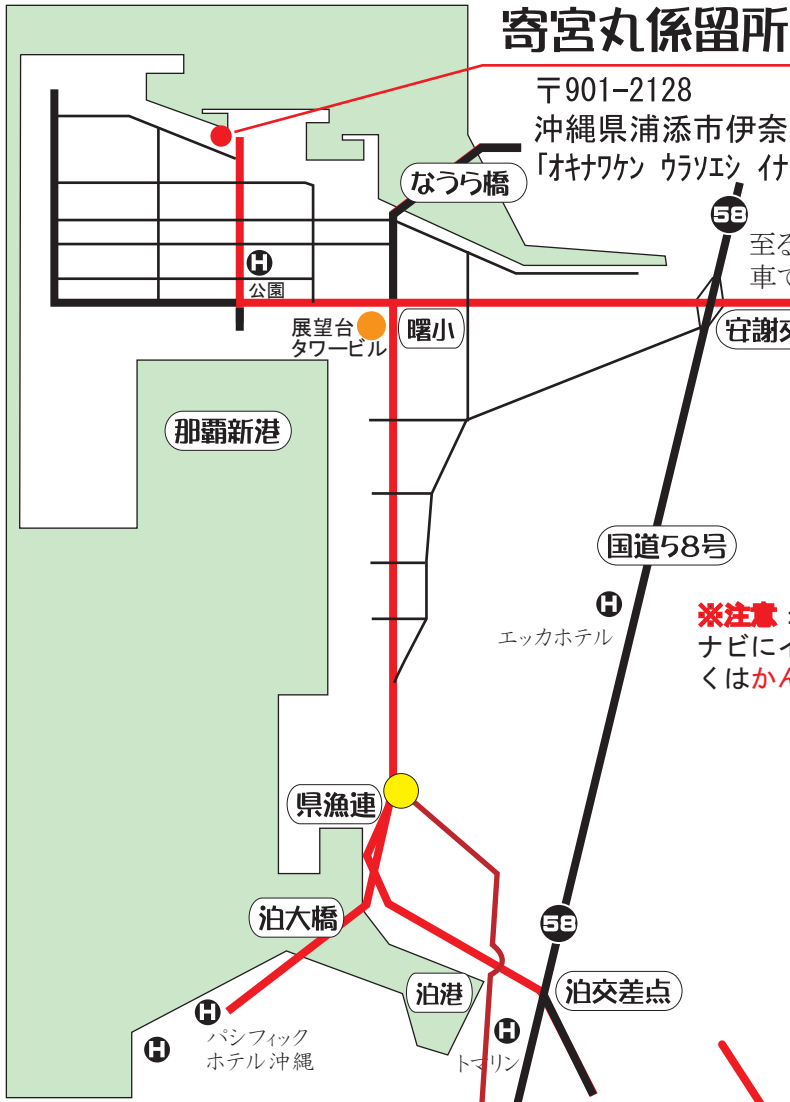 寄宮丸係留所
〒901-2128
沖縄県浦添市伊奈
「オキナワケン ウラソエシ イナ
なうら橋
58
至る
車で
H
公園
展望台
タワービル
曙小
安謝交
那覇新港
国道58号
H
エッカホテル
※注意
ナビにイ
くはかん
県漁連
泊大橋
58
泊港
泊交差点
H
パシフィック
ホテル沖縄
H
H
トマリン